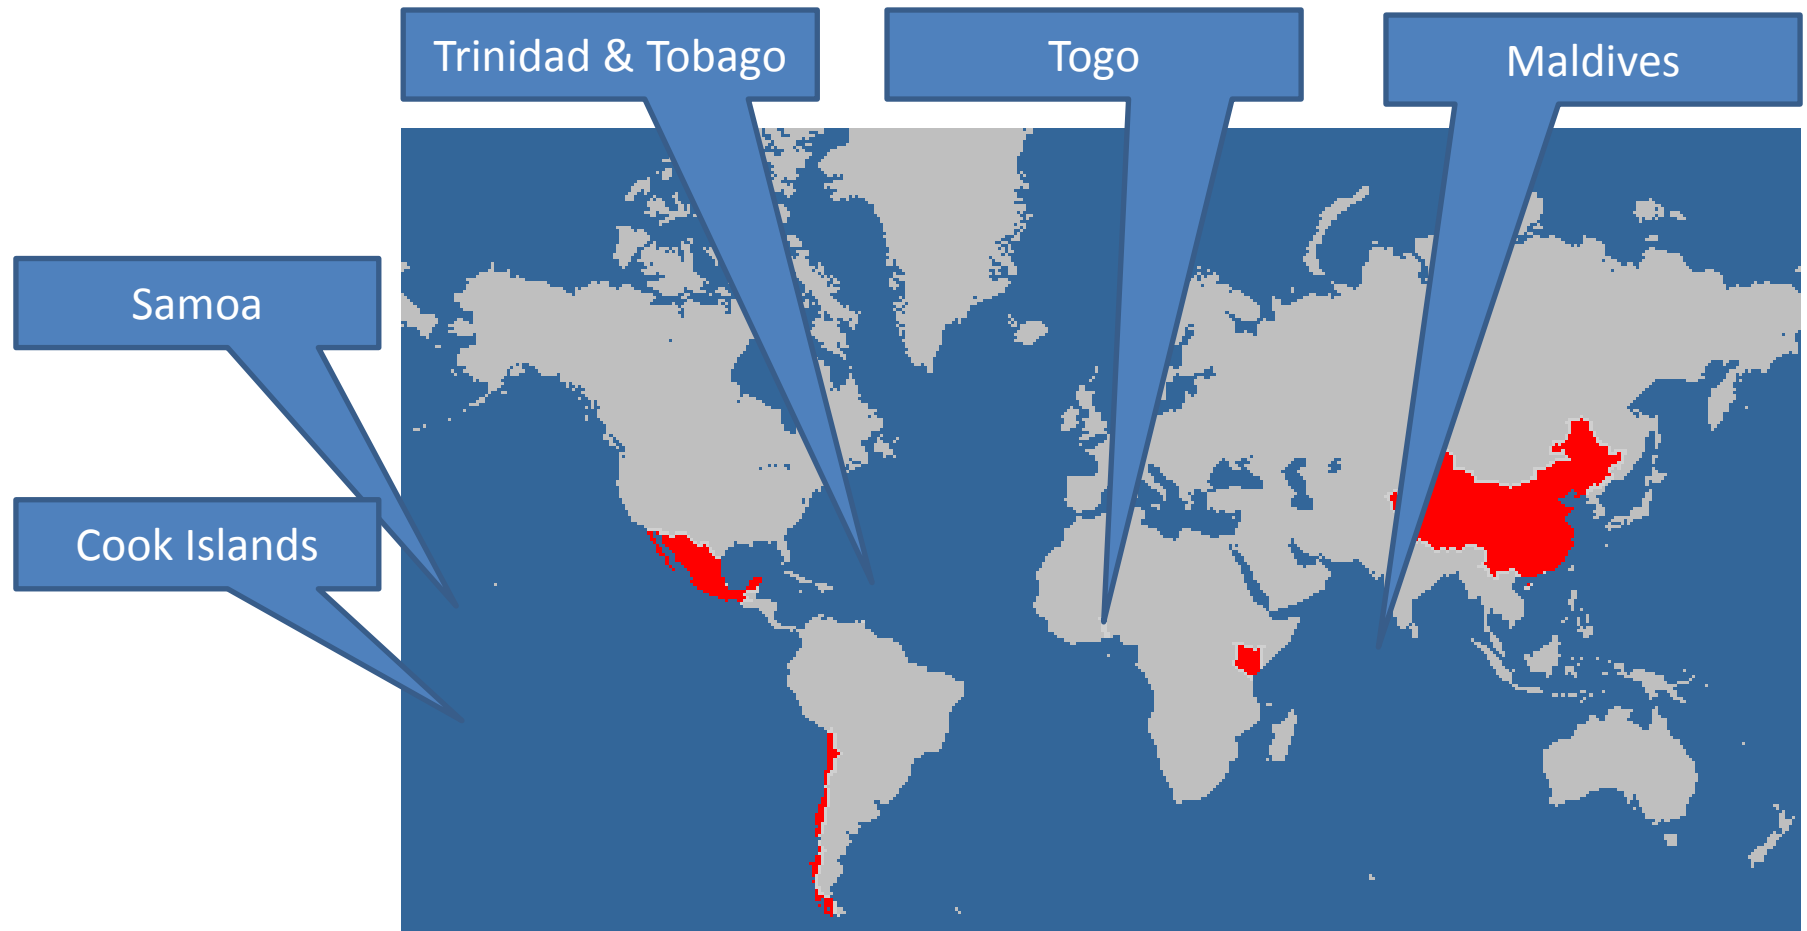 Trinidad & Tobago
Togo
Maldives
Samoa
Cook Islands